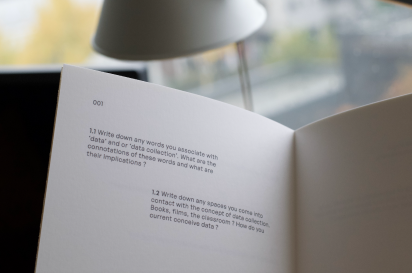 001
1.1 Write down any words you associate with
'data' and or 'data collection'. What are the
connotations of these words and what are
their implications ?
1.2 Write down any spaces you come into
contact with the concept of data collection.
Books, films, the classroom ? How do you
current conceive data ?